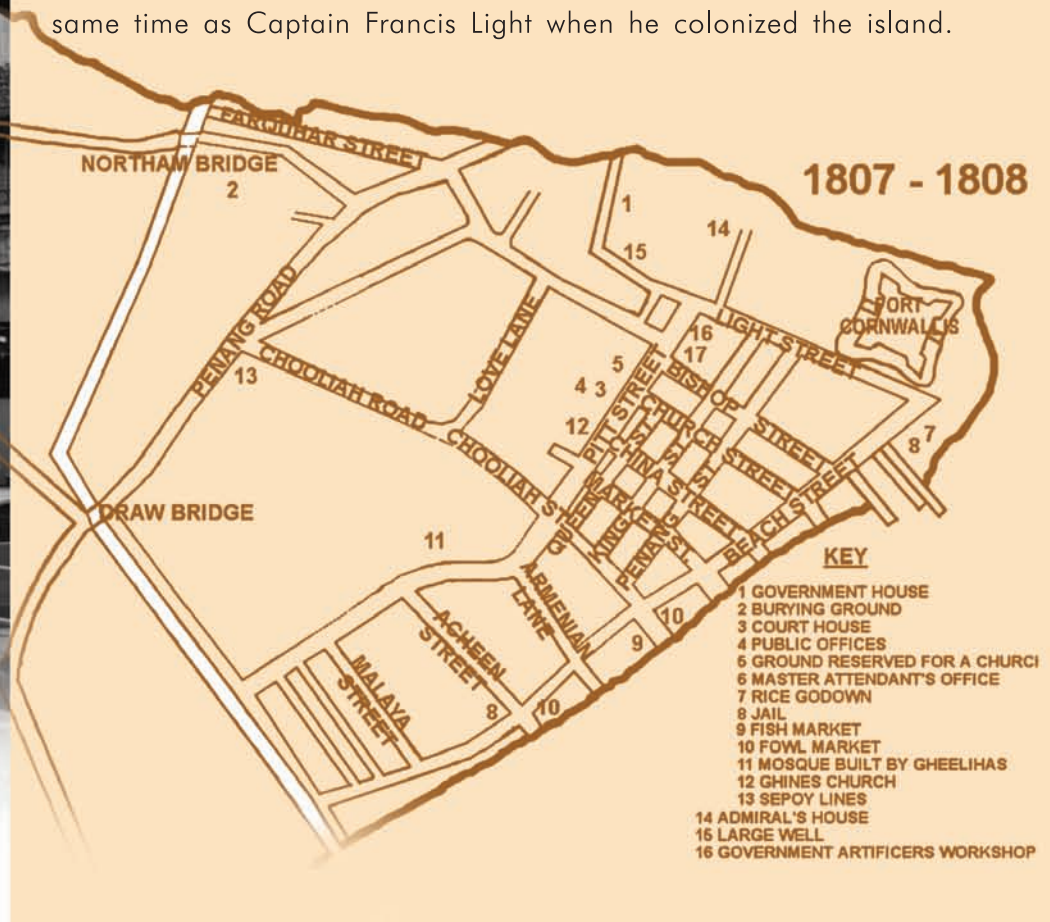 same time as Captain Francis Light when he colonized the island.
1807 - 1808
FARQUHAR STREET
NORTHAM BRIDGE
2
1
14
15
FORT
CORNWALLIS
PENANG ROAD
LOVE LANE
16
17
LIGHT STREET
5
4 3
12
13
CHOOLIAH ROAD
PITT STREET
BISHOP STREET
CHURCH STREET
CHINA STREET
7
8
CHOOLIAH ST.
QUEEN ST.
KING ST.
MARKET ST.
PENANG ST.
BEACH STREET
DRAW BRIDGE
11
ARMENIAN
LANE
10
9
ACHEEN
STREET
MALAYA
STREET
8
10
KEY
1 GOVERNMENT HOUSE
2 BURYING GROUND
3 COURT HOUSE
4 PUBLIC OFFICES
5 GROUND RESERVED FOR A CHURCH
6 MASTER ATTENDANT'S OFFICE
7 RICE GODOWN
8 JAIL
9 FISH MARKET
10 FOWL MARKET
11 MOSQUE BUILT BY GHEELIHAS
12 GHINES CHURCH
13 SEPOY LINES
14 ADMIRAL'S HOUSE
15 LARGE WELL
16 GOVERNMENT ARTIFICERS WORKSHOP